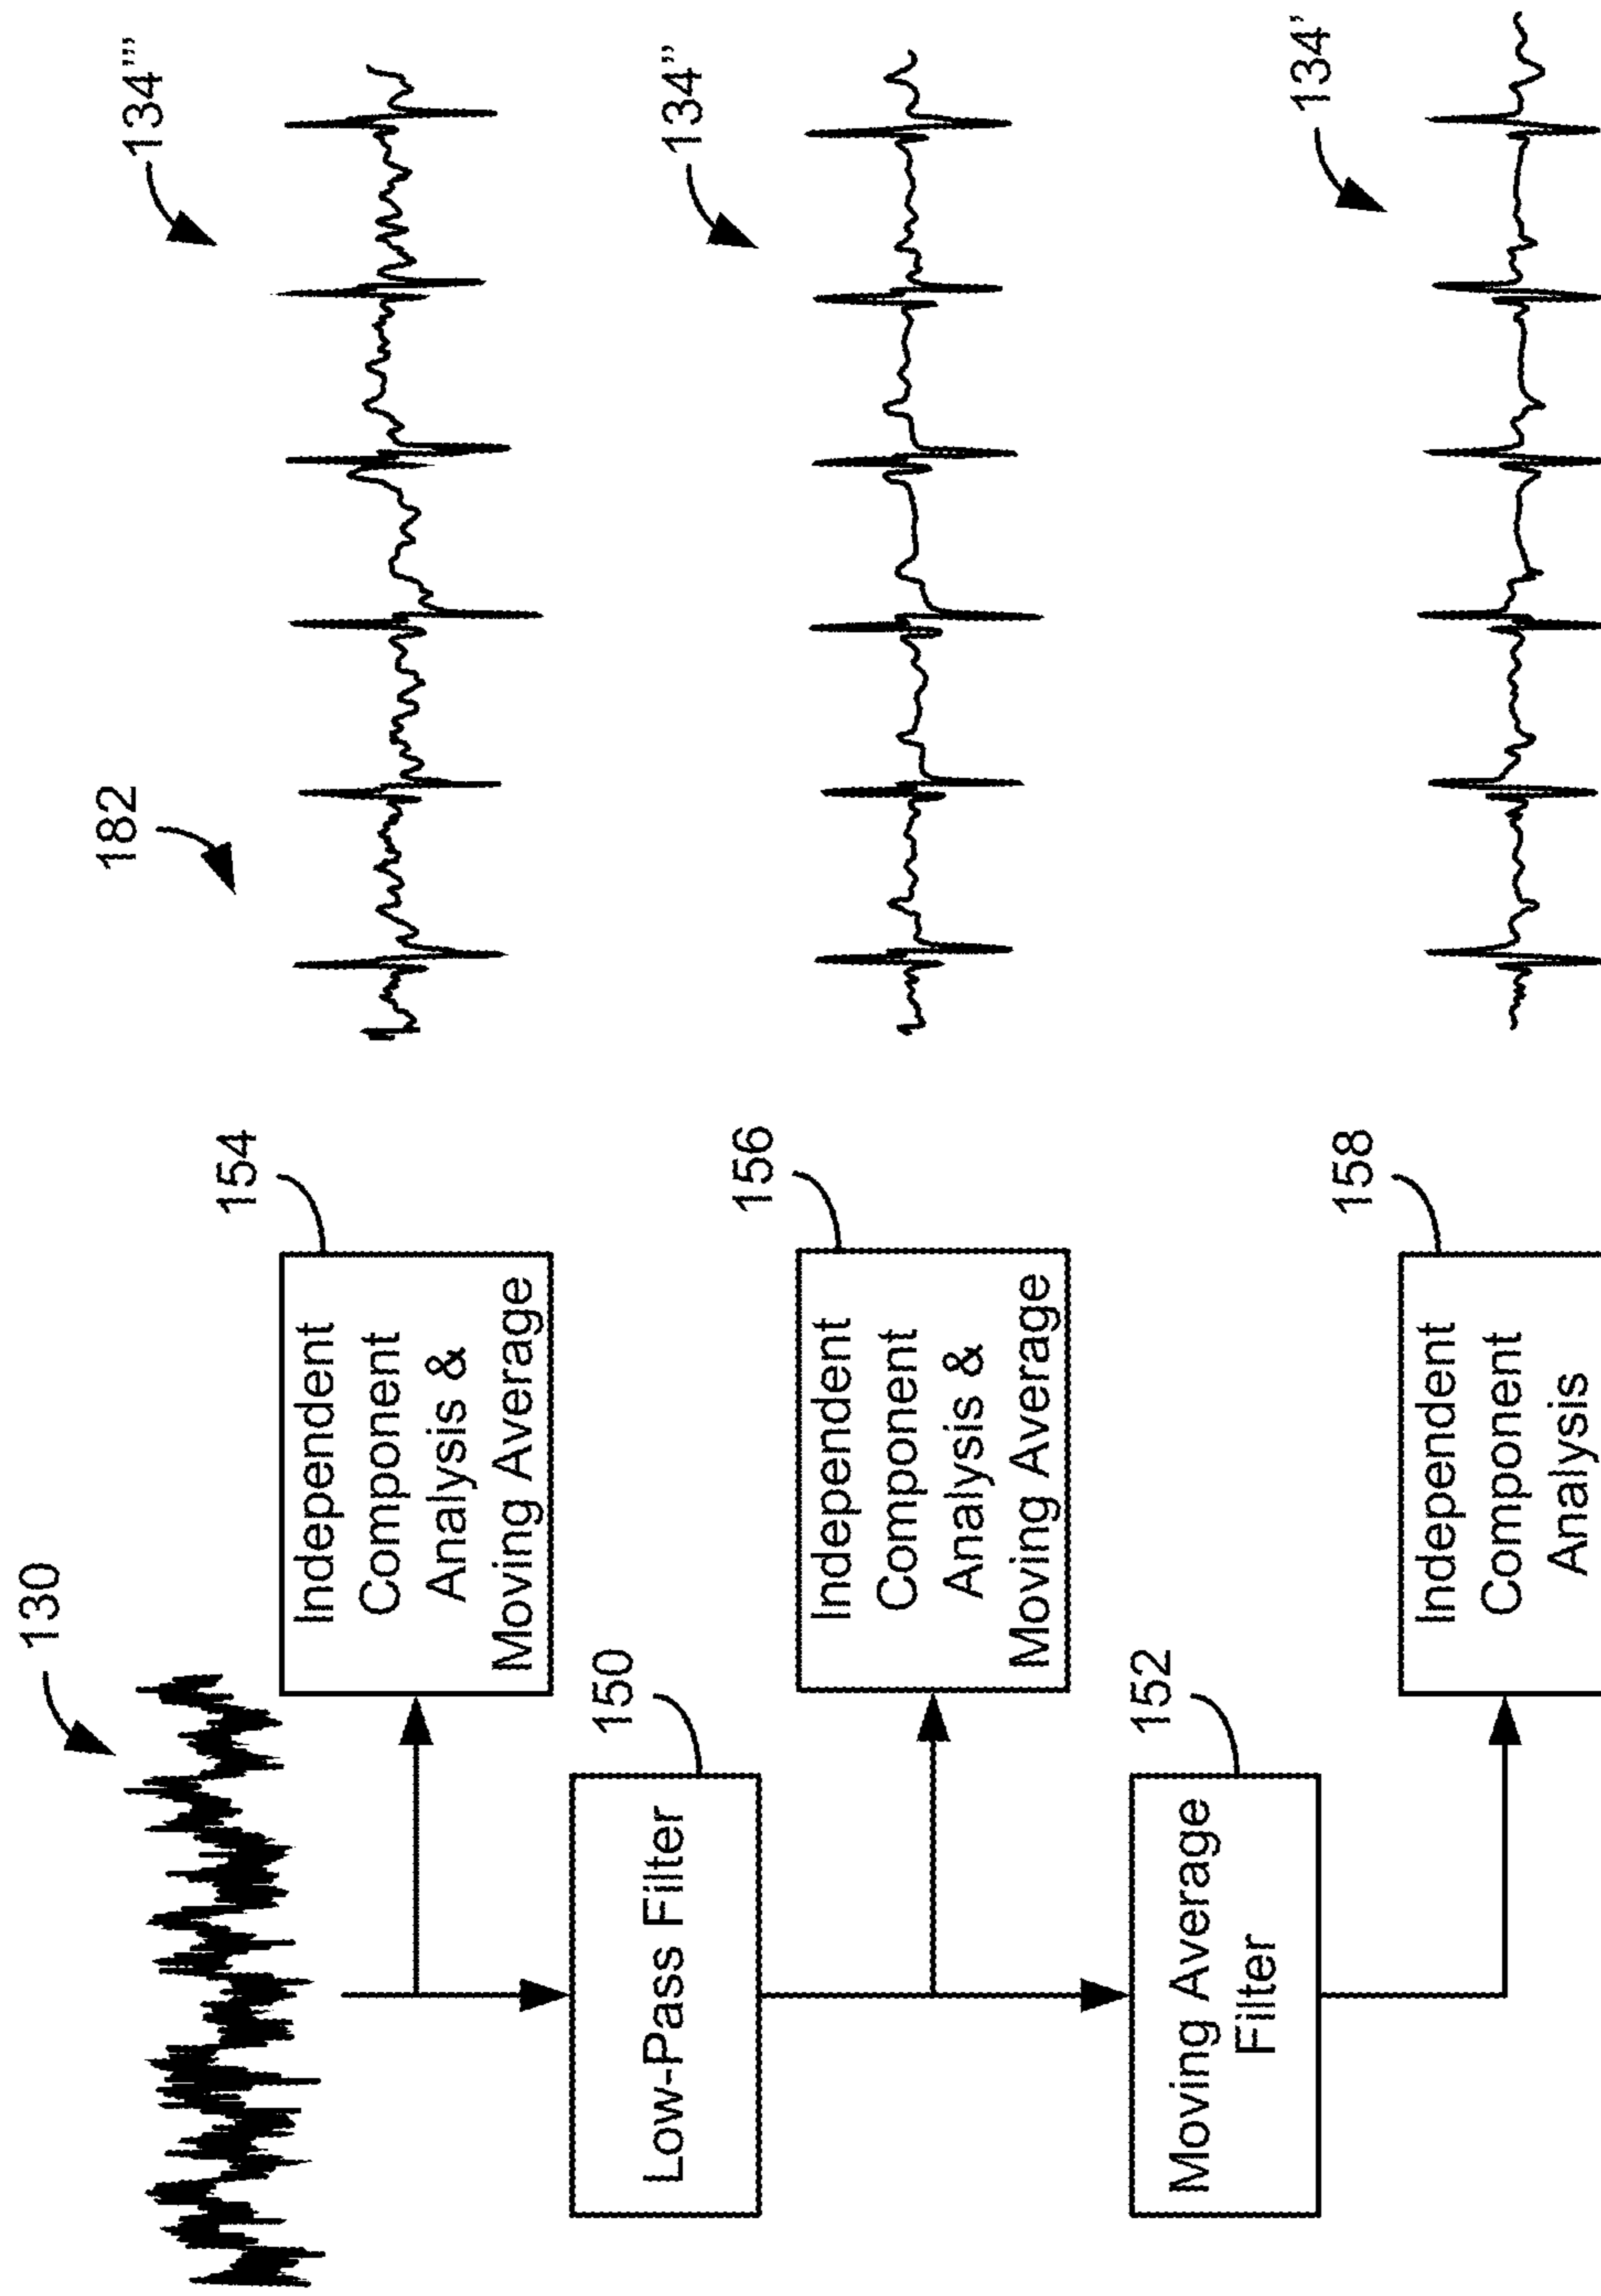 130
154
Independent
Component
Analysis &
Moving Average
182
134'''
150
Low-Pass Filter
156
Independent
Component
Analysis &
Moving Average
134''
152
Moving Average
Filter
158
Independent
Component
Analysis
134'